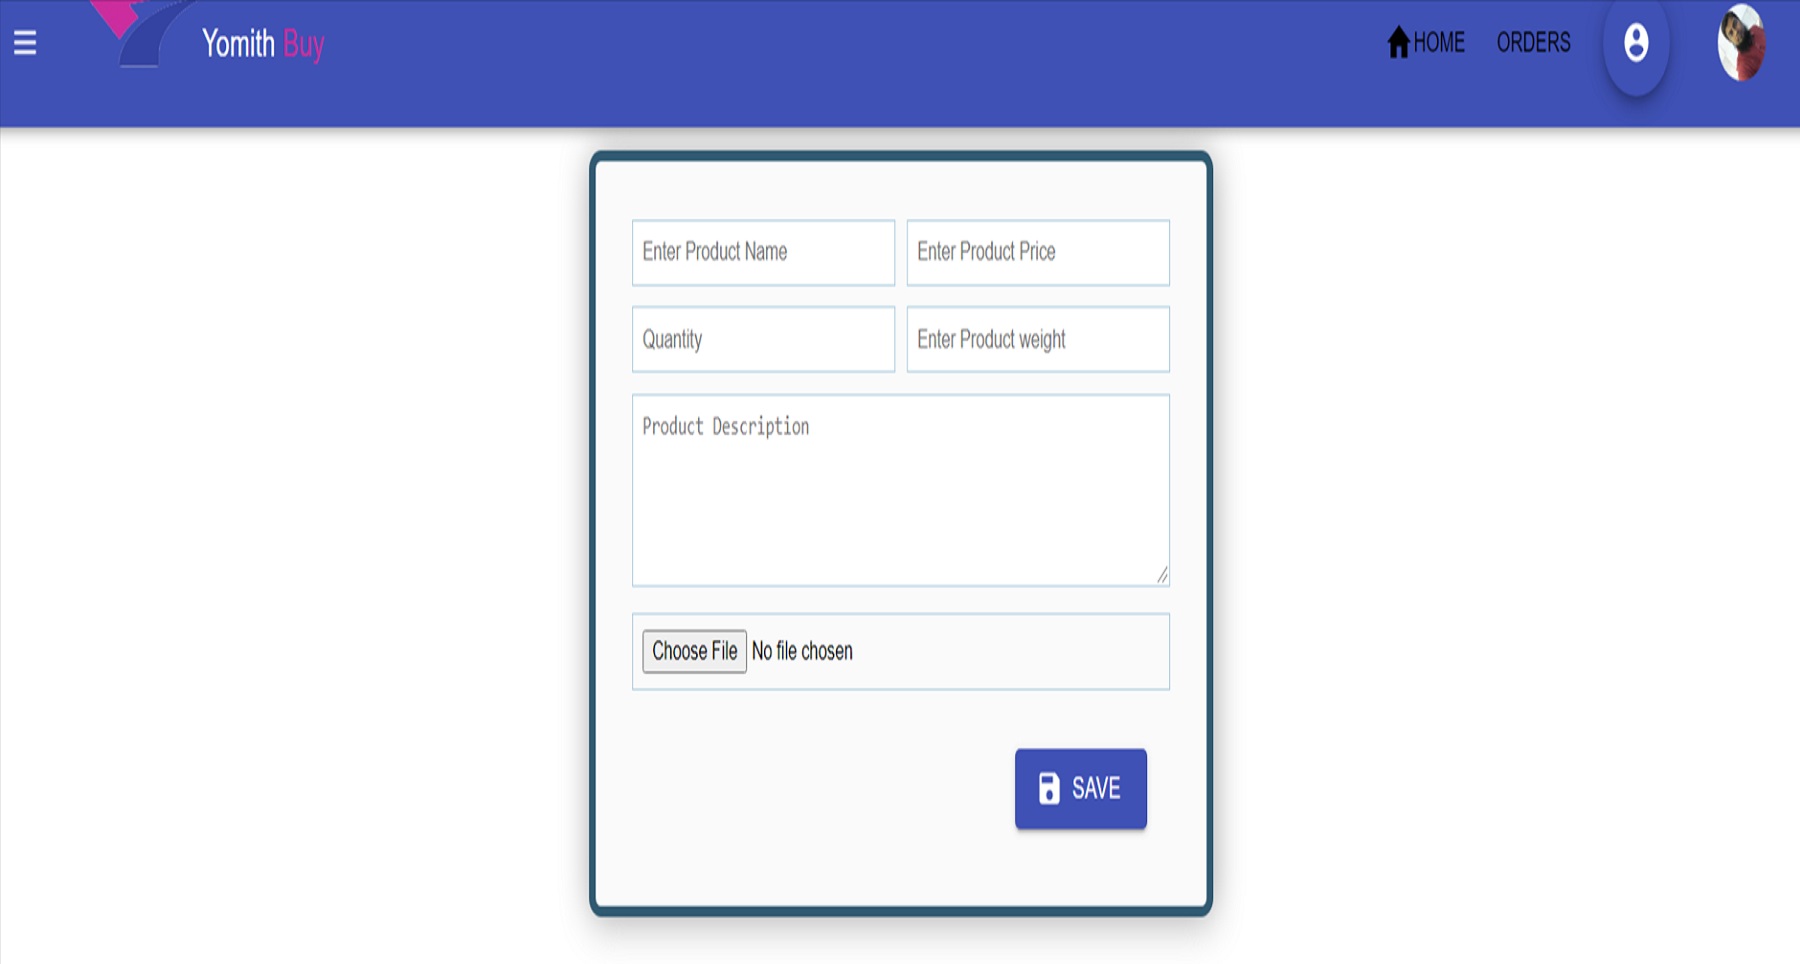 Yomith Buy
HOME ORDERS
Enter Product Name
Enter Product Price
Quantity
Enter Product weight
Product Description
Choose File No file chosen
SAVE